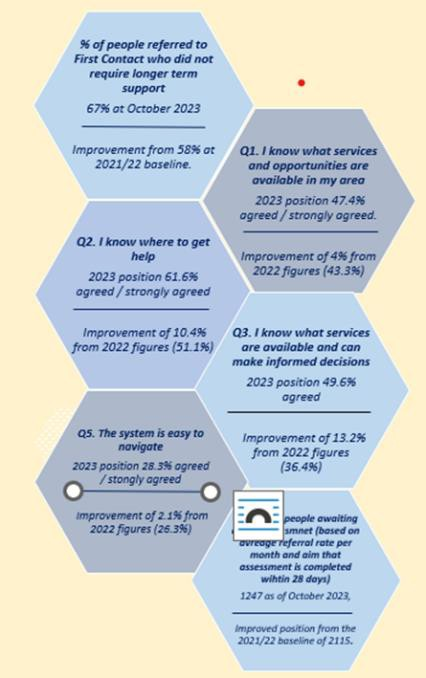 % of people referred to
First Contact who did not
require longer term
support
67% at October 2023
Improvement from 58% at
2021/22 baseline.
Q1. I know what services
and opportunities are
available in my area
2023 position 47.4%
agreed / strongly agreed.
Improvement of 4% from
2022 figures (43.3%)
Q2. I know where to get
help
2023 position 61.6%
agreed / strongly agreed
Improvement of 10.4%
from 2022 figures (51.1%)
Q3. I know what services
are available and can
make informed decisions
2023 position 49.6%
agreed
Improvement of 13.2%
from 2022 figures
(36.4%)
Q5. The system is easy to
navigate
2023 position 28.3% agreed
/ stongly agreed
Improvement of 2.1% from
2022 figures (26.3%)
people awaiting
(based on
avreage referral rate per
month and aim that
assessment is completed
wihtin 28 days)
1247 as of October 2023,
Improved position from the
2021/22 baseline of 2115.